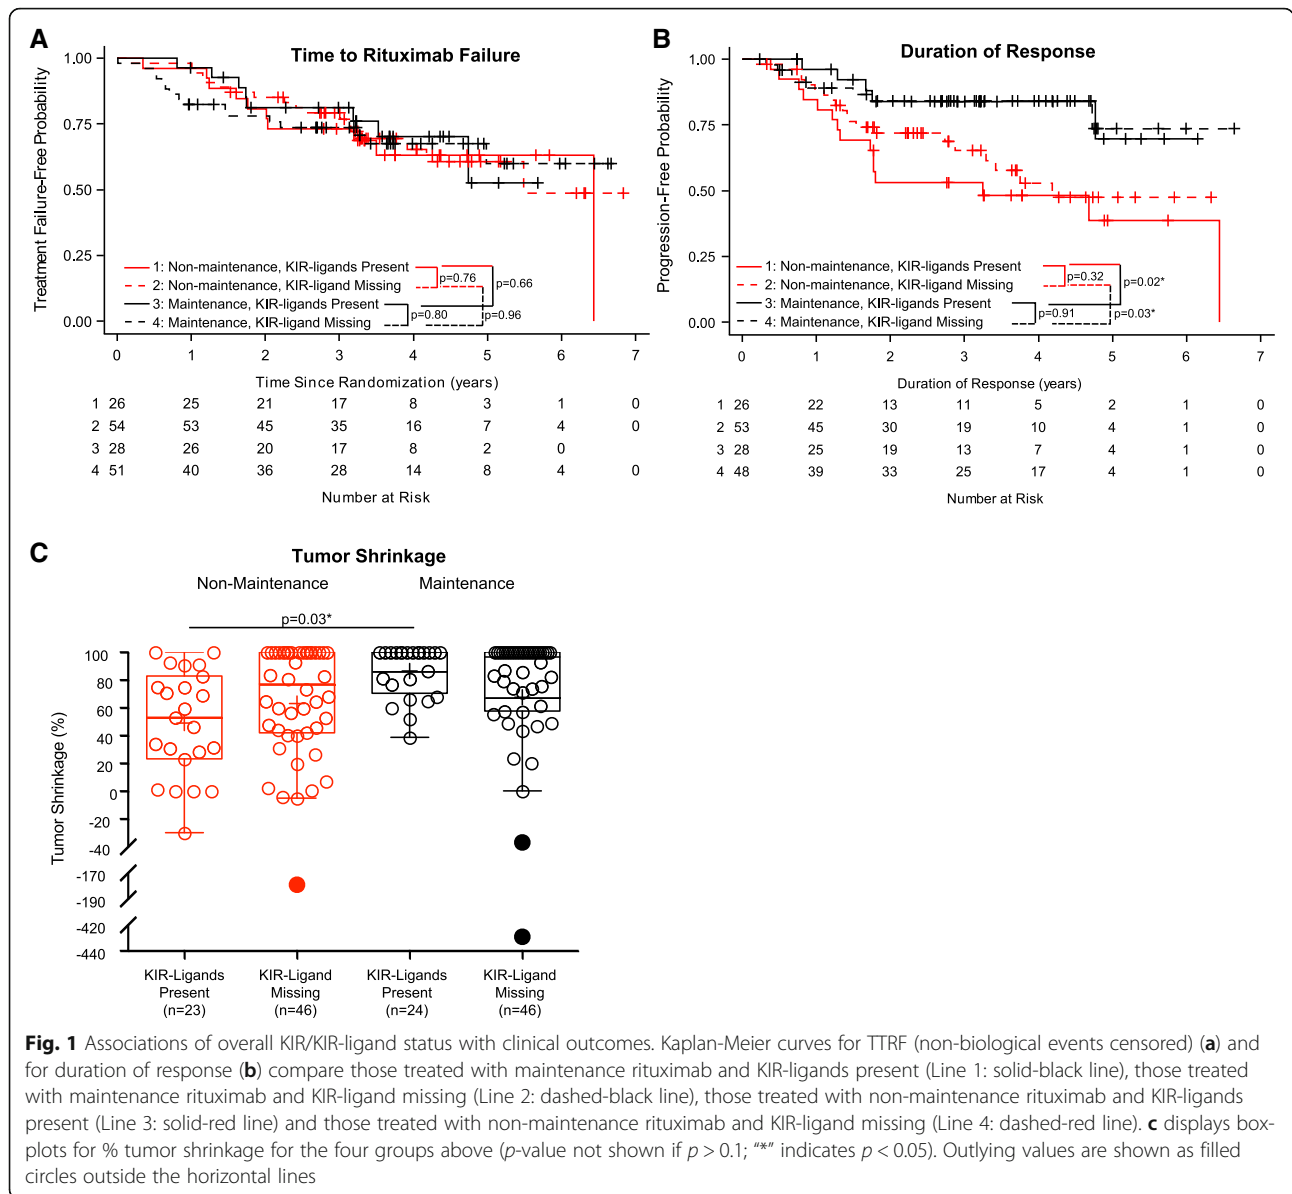 A
Time to Rituximab Failure
Treatment Failure-Free Probability
1.00
0.75
0.50
0.25
0.00
1: Non-maintenance, KIR-ligands Present
2: Non-maintenance, KIR-ligand Missing
3: Maintenance, KIR-ligands Present
4: Maintenance, KIR-ligand Missing
p=0.76
p=0.66
p=0.80
p=0.96
0 1 2 3 4 5 6 7
Time Since Randomization (years)
1 26 25 21 17 8 3 1 0
2 54 53 45 35 16 7 4 0
3 28 26 20 17 8 2 0
4 51 40 36 28 14 8 4 0
Number at Risk
B
Duration of Response
Progression-Free Probability
1.00
0.75
0.50
0.25
0.00
1: Non-maintenance, KIR-ligands Present
2: Non-maintenance, KIR-ligand Missing
3: Maintenance, KIR-ligands Present
4: Maintenance, KIR-ligand Missing
p=0.32
p=0.02*
p=0.91
p=0.03*
0 1 2 3 4 5 6 7
Duration of Response (years)
1 26 22 13 11 5 2 1 0
2 53 45 30 19 10 4 1 0
3 28 25 19 13 7 4 1 0
4 48 39 33 25 17 4 1 0
Number at Risk
C
Tumor Shrinkage
Non-Maintenance Maintenance
p=0.03*
Tumor Shrinkage (%)
100
80
60
40
20
0
-20
-40
-170
-190
-420
-440
KIR-Ligands Present (n=23)
KIR-Ligand Missing (n=46)
KIR-Ligands Present (n=24)
KIR-Ligand Missing (n=46)
Fig. 1 Associations of overall KIR/KIR-ligand status with clinical outcomes. Kaplan-Meier curves for TTRF (non-biological events censored) (a) and
for duration of response (b) compare those treated with maintenance rituximab and KIR-ligands present (Line 1: solid-black line), those treated
with maintenance rituximab and KIR-ligand missing (Line 2: dashed-black line), those treated with non-maintenance rituximab and KIR-ligands
present (Line 3: solid-red line) and those treated with non-maintenance rituximab and KIR-ligand missing (Line 4: dashed-red line). c displays box-
plots for % tumor shrinkage for the four groups above (p-value not shown if p > 0.1; "*" indicates p < 0.05). Outlying values are shown as filled
circles outside the horizontal lines